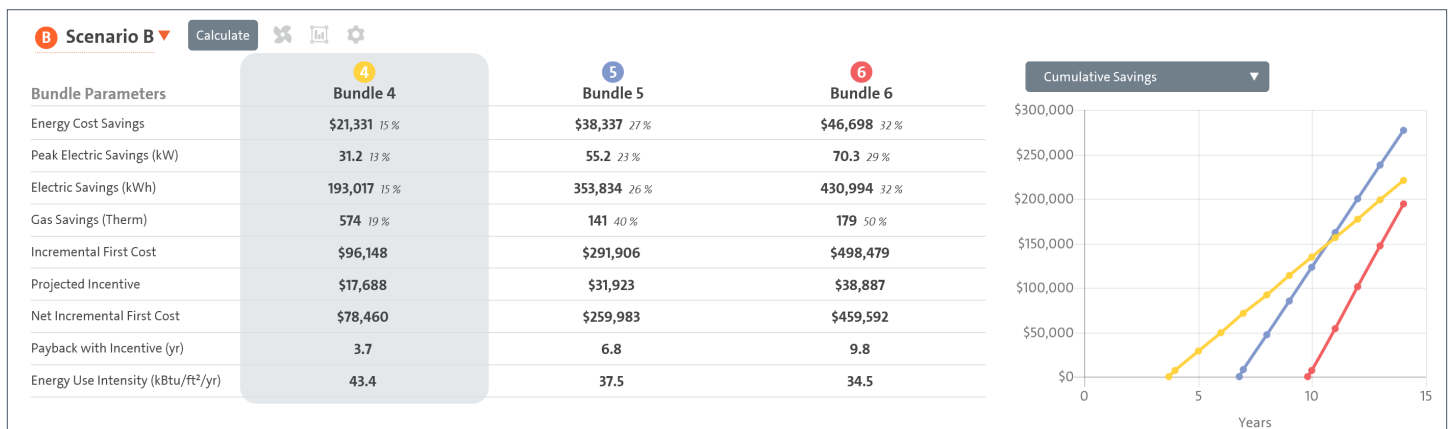 B Scenario B Calculate
4 5 6
Bundle Parameters Bundle 4 Bundle 5 Bundle 6
Energy Cost Savings $21,331 15 % $38,337 27 % $46,698 32 %
Peak Electric Savings (kW) 31.2 13 % 55.2 23 % 70.3 29 %
Electric Savings (kWh) 193,017 15 % 353,834 26 % 430,994 32 %
Gas Savings (Therm) 574 19 % 141 40 % 179 50 %
Incremental First Cost $96,148 $291,906 $498,479
Projected Incentive $17,688 $31,923 $38,887
Net Incremental First Cost $78,460 $259,983 $459,592
Payback with Incentive (yr) 3.7 6.8 9.8
Energy Use Intensity (kBtu/ft²/yr) 43.4 37.5 34.5
Cumulative Savings
$300,000
$250,000
$200,000
$150,000
$100,000
$50,000
$0
0 5 10 15
Years